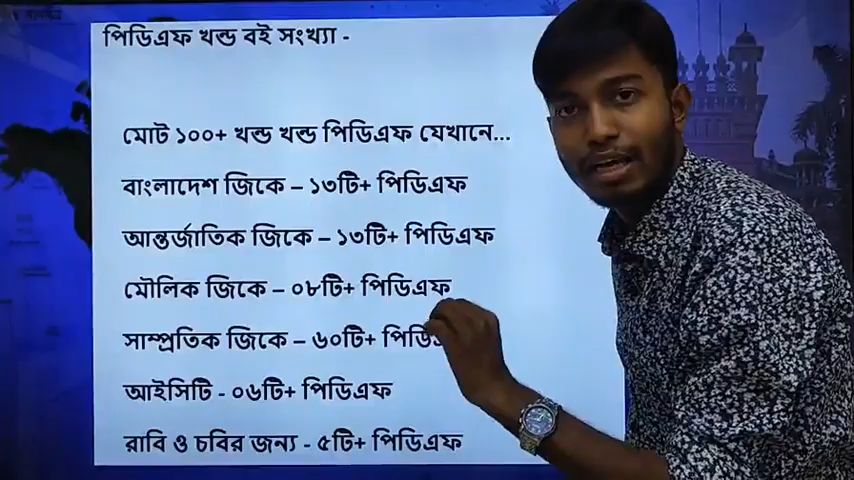 পিডিএফ খন্ড বই সংখ্যা -
মোট ১০০+ খন্ড খন্ড পিডিএফ যেখানে...
বাংলাদেশ জিকে – ১৩টি+ পিডিএফ
আন্তর্জাতিক জিকে – ১৩টি+ পিডিএফ
মৌলিক জিকে – ০৮টি+ পিডিএফ
সাম্প্রতিক জিকে – ৬০টি+
আইসিটি - ০৬টি+ পিডিএফ
রাবি ও চবির জন্য - ৫টি+ পিডিএফ